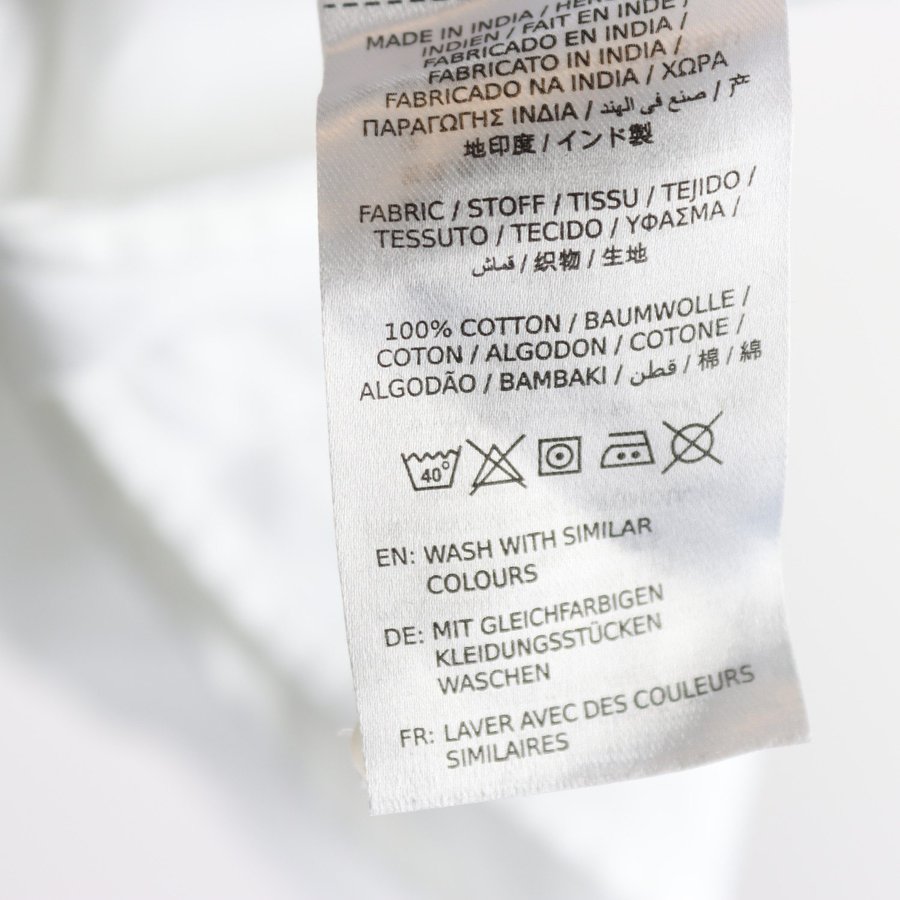 MADE IN INDIA /
INDIEN / FAIT EN INDE /
FABRICADO EN INDIA /
FABRICATO IN INDIA /
FABRICADO NA INDIA / ΧΩΡΑ
ΠΑΡΑΓΩΓΗΣ ΙΝΔΙΑ / صنع في الهند / 产
地印度 / インド製
FABRIC / STOFF / TISSU / TEJIDO /
TESSUTO / TECIDO / ΥΦΑΣΜΑ /
قماش / 织物 / 生地
100% COTTON / BAUMWOLLE /
COTON / ALGODON / COTONE /
ALGODÃO / BAMBAKI / قطن / 棉 / 綿
40°
EN: WASH WITH SIMILAR
COLOURS
DE: MIT GLEICHFARBIGEN
KLEIDUNGSSTÜCKEN
WASCHEN
FR: LAVER AVEC DES COULEURS
SIMILAIRES